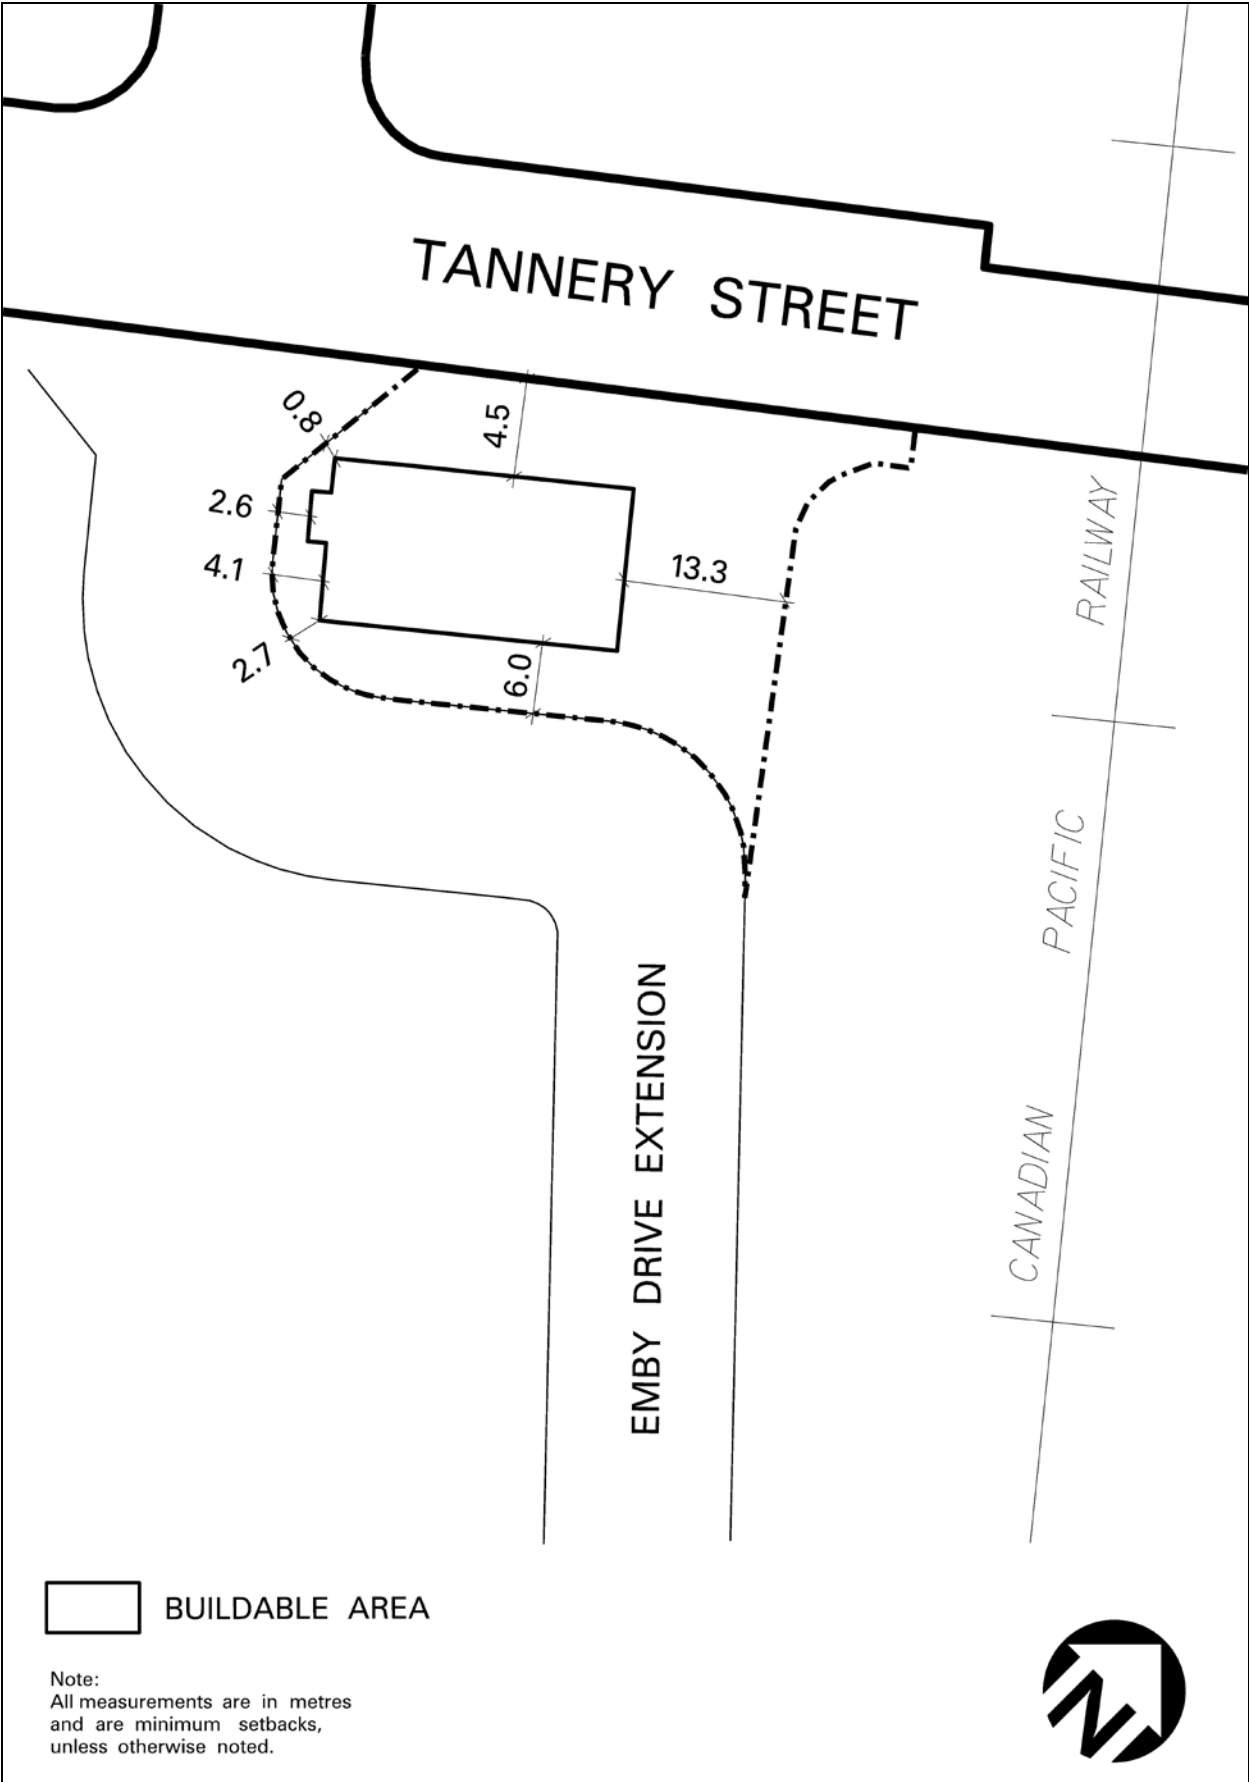 TANNERY STREET
0.8
4.5
2.6
4.1
13.3
2.7
6.0
CANADIAN PACIFIC RAILWAY
EMBY DRIVE EXTENSION
BUILDABLE AREA
Note:
All measurements are in metres
and are minimum setbacks,
unless otherwise noted.
N